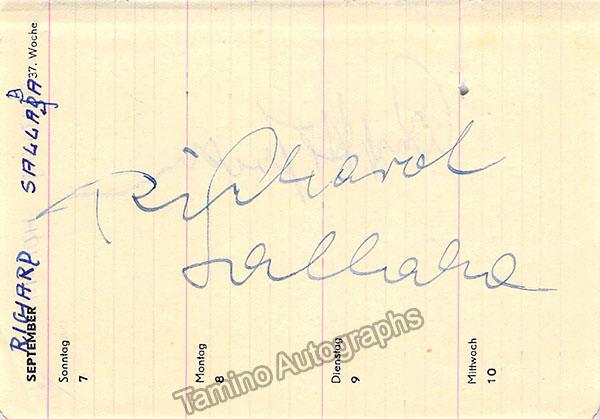 SEPTEMBER 37. Woche
RICHARD SALLABA
Richard
Sallaba
Sonntag
7
Montag
8
Dienstag
9
Mittwoch
10
Tamino Autographs